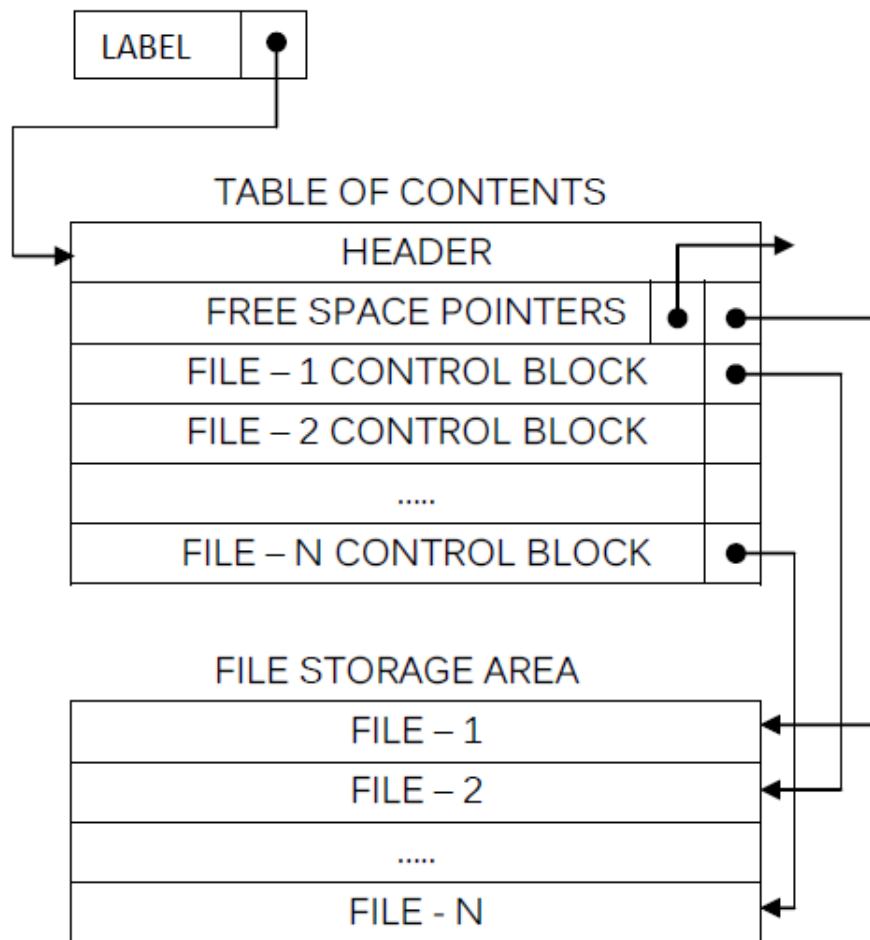 LABEL
TABLE OF CONTENTS
HEADER
FREE SPACE POINTERS
FILE – 1 CONTROL BLOCK
FILE – 2 CONTROL BLOCK
.....
FILE – N CONTROL BLOCK
FILE STORAGE AREA
FILE – 1
FILE – 2
.....
FILE - N